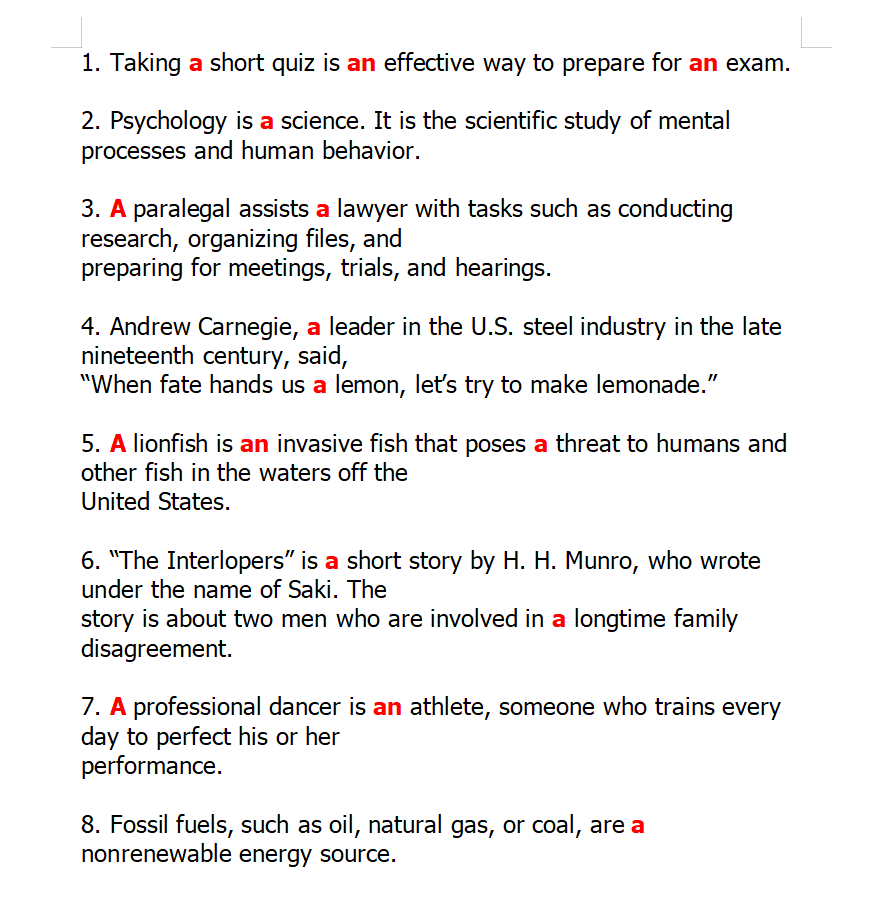 1. Taking a short quiz is an effective way to prepare for an exam.
2. Psychology is a science. It is the scientific study of mental
processes and human behavior.
3. A paralegal assists a lawyer with tasks such as conducting
research, organizing files, and
preparing for meetings, trials, and hearings.
4. Andrew Carnegie, a leader in the U.S. steel industry in the late
nineteenth century, said,
“When fate hands us a lemon, let’s try to make lemonade.”
5. A lionfish is an invasive fish that poses a threat to humans and
other fish in the waters off the
United States.
6. “The Interlopers” is a short story by H. H. Munro, who wrote
under the name of Saki. The
story is about two men who are involved in a longtime family
disagreement.
7. A professional dancer is an athlete, someone who trains every
day to perfect his or her
performance.
8. Fossil fuels, such as oil, natural gas, or coal, are a
nonrenewable energy source.